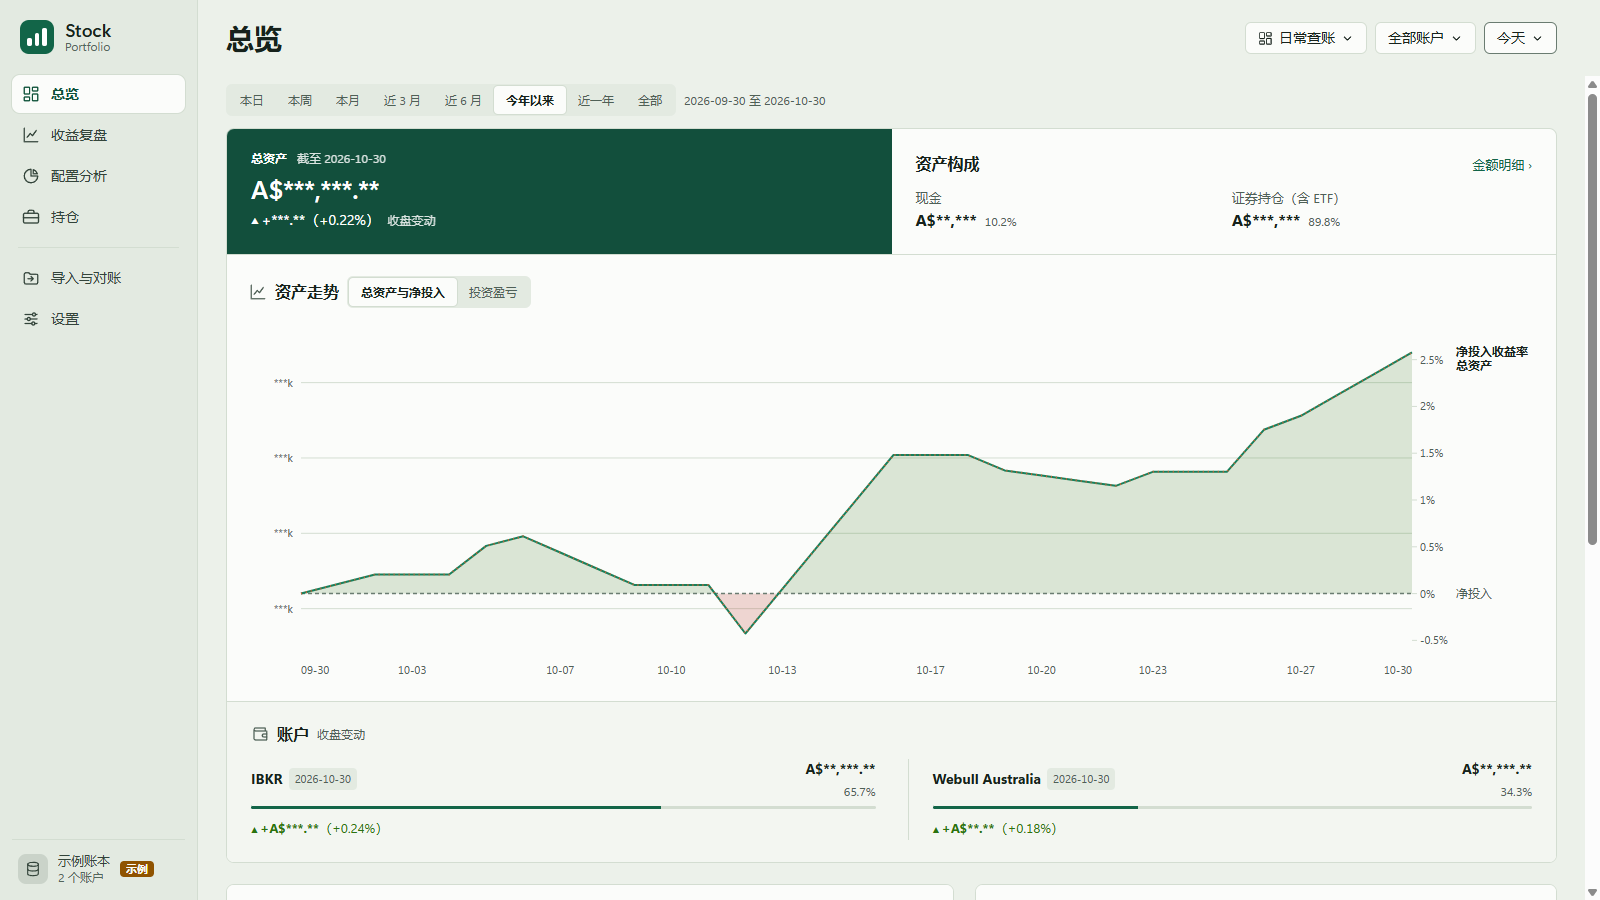 Stock
Portfolio
总览
收益复盘
配置分析
持仓
导入与对账
设置
示例账本
2 个账户
示例
总览
日常查账
全部账户
今天
本日 本周 本月 近 3 月 近 6 月 今年以来 近一年 全部 2026-09-30 至 2026-10-30
总资产 截至 2026-10-30
A$***,***.**
▲ +***.** (+0.22%) 收盘变动
资产构成
金额明细 ›
现金
A$**,*** 10.2%
证券持仓（含 ETF）
A$***,*** 89.8%
资产走势 总资产与净投入 投资盈亏
***k
***k
***k
***k
2.5%
2%
1.5%
1%
0.5%
0%
-0.5%
净投入收益率
总资产
净投入
09-30 10-03 10-07 10-10 10-13 10-17 10-20 10-23 10-27 10-30
账户 收盘变动
IBKR 2026-10-30
A$**,***.**
65.7%
▲ +A$***.** (+0.24%)
Webull Australia 2026-10-30
A$**,***.**
34.3%
▲ +A$**.** (+0.18%)